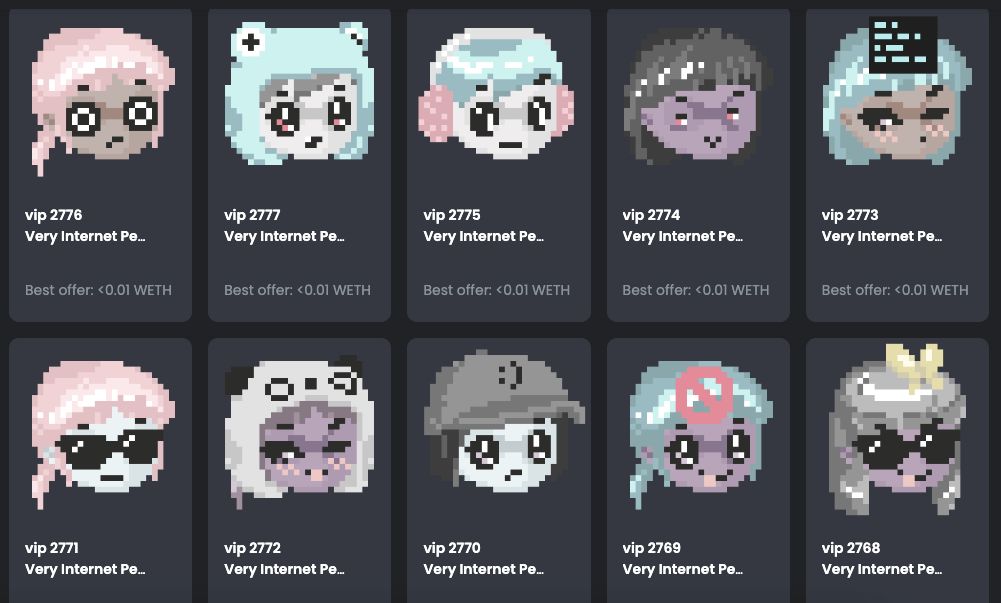 vip 2776
Very Internet Pe…
Best offer: <0.01 WETH
vip 2777
Very Internet Pe…
Best offer: <0.01 WETH
vip 2775
Very Internet Pe…
Best offer: <0.01 WETH
vip 2774
Very Internet Pe…
Best offer: <0.01 WETH
vip 2773
Very Internet Pe…
Best offer: <0.01 WETH
vip 2771
Very Internet Pe…
vip 2772
Very Internet Pe…
vip 2770
Very Internet Pe…
vip 2769
Very Internet Pe…
vip 2768
Very Internet Pe…